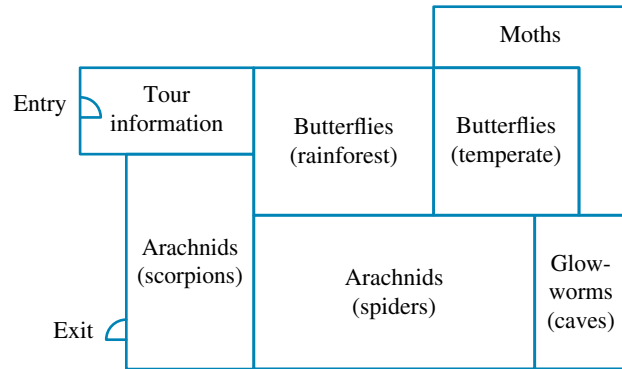 Moths
Entry
Tour
information
Butterflies
(rainforest)
Butterflies
(temperate)
Arachnids
(scorpions)
Arachnids
(spiders)
Glow-
worms
(caves)
Exit